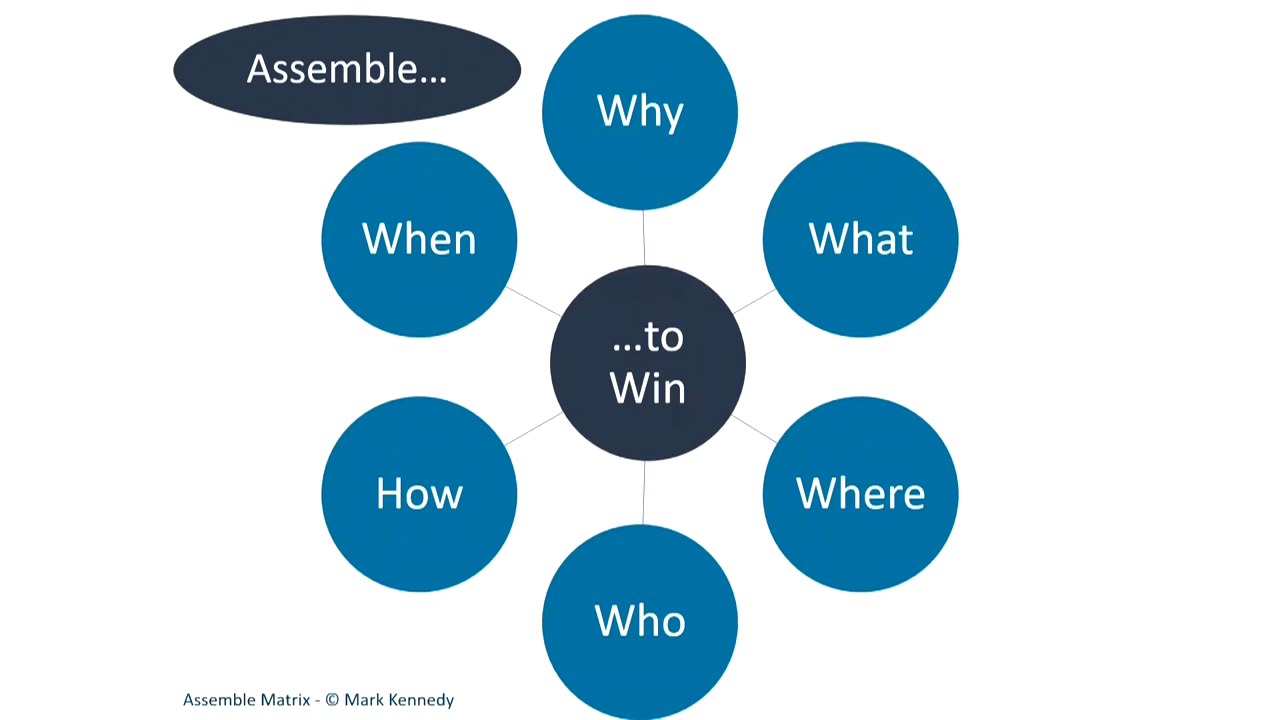 Assemble…
Why
What
Where
Who
How
When
…to
Win
Assemble Matrix - © Mark Kennedy